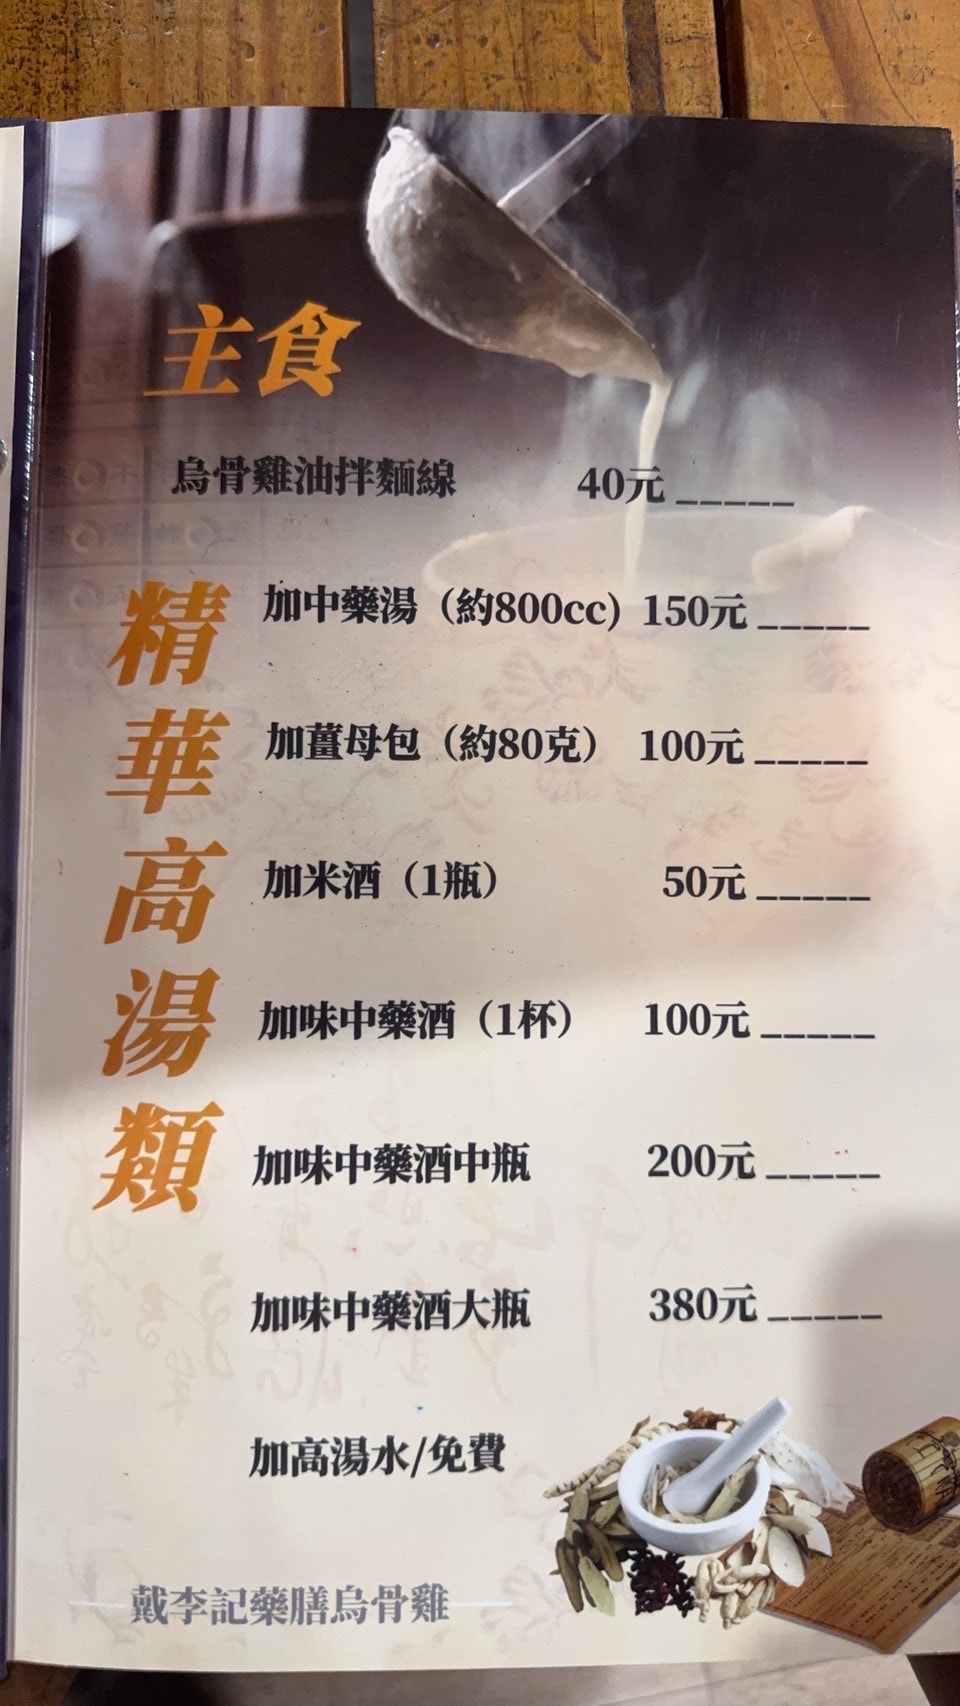 主食
烏骨雞油拌麵線 40元 _____
精華高湯類
加中藥湯（約800cc) 150元 _____
加薑母包（約80克） 100元 _____
加米酒（1瓶） 50元 _____
加味中藥酒（1杯） 100元 _____
加味中藥酒中瓶 200元 _____
加味中藥酒大瓶 380元 _____
加高湯水/免費
戴李記藥膳烏骨雞